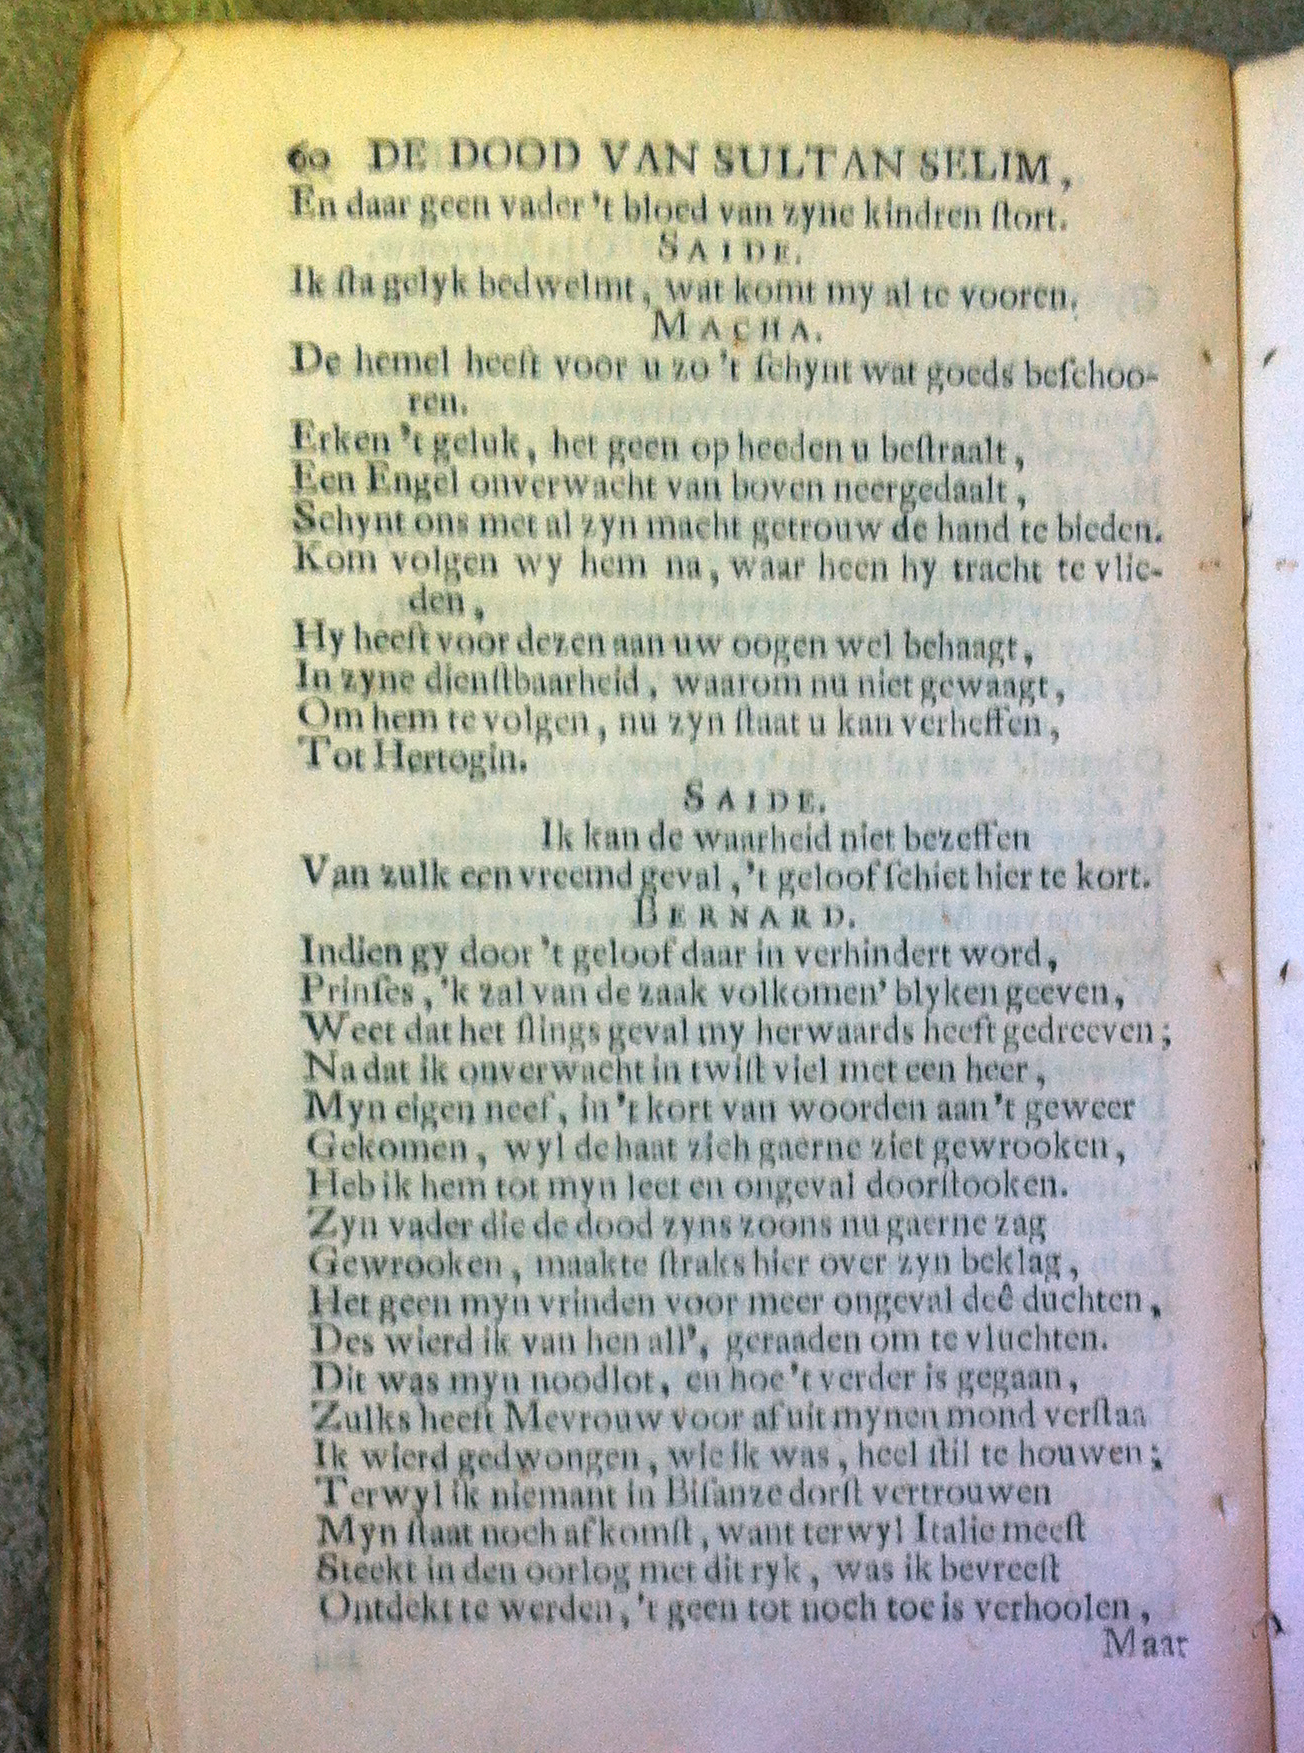 60 DE DOOD VAN SULTAN SELIM,
En daar geen vader 't bloed van zyne kindren ſtort.
SAIDE.
Ik ſta gelyk bedwelmt, wat komt my al te vooren.
MACHA.
De hemel heeft voor u zo 't ſchynt wat goeds beſchoo-
ren.
Erken 't geluk, het geen op heeden u beſtraalt,
Een Engel onverwacht van boven neergedaalt,
Schynt ons met al zyn macht getrouw de hand te bieden.
Kom volgen wy hem na, waar heen hy tracht te vlie-
den,
Hy heeft voor dezen aan uw oogen wel behaagt,
In zyne dienſtbaarheid, waarom nu niet gewaagt,
Om hem te volgen, nu zyn ſtaat u kan verheffen,
Tot Hertogin.
SAIDE.
Ik kan de waarheid niet bezeffen
Van zulk een vreemd geval, 't geloof ſchiet hier te kort.
BERNARD.
Indien gy door 't geloof daar in verhindert word,
Prinſes, 'k zal van de zaak volkomen' blyken geeven,
Weet dat het ſlings geval my herwaards heeft gedreeven;
Na dat ik onverwacht in twiſt viel met een heer,
Myn eigen neef, in 't kort van woorden aan 't geweer
Gekomen, wyl de haat zich gaerne ziet gewrooken,
Heb ik hem tot myn leet en ongeval doorſtooken.
Zyn vader die de dood zyns zoons nu gaerne zag
Gewrooken, maakte ſtraks hier over zyn beklag,
Het geen myn vrinden voor meer ongeval deê duchten,
Des wierd ik van hen all', geraaden om te vluchten.
Dit was myn noodlot, en hoe 't verder is gegaan,
Zulks heeft Mevrouw voor af uit mynen mond verſtaa
Ik wierd gedwongen, wie ik was, heel ſtil te houwen;
Terwyl ik niemant in Biſanze dorſt vertrouwen
Myn ſtaat noch afkomſt, want terwyl Italie meeſt
Steekt in den oorlog met dit ryk, was ik bevreeſt
Ontdekt te werden, 't geen tot noch toe is verhoolen,
Maar